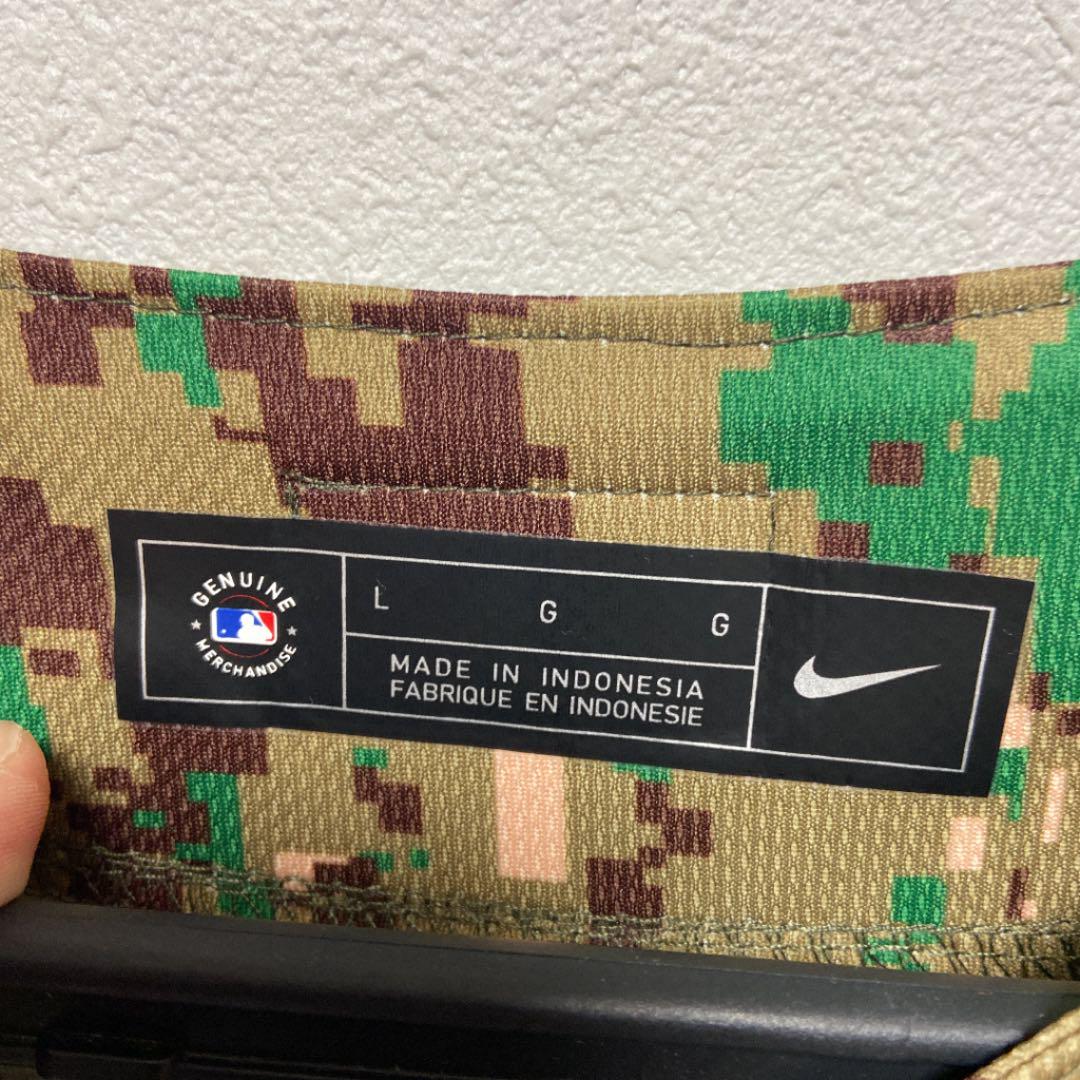 GENUINE
MERCHANDISE
L G G
MADE IN INDONESIA
FABRIQUE EN INDONESIE